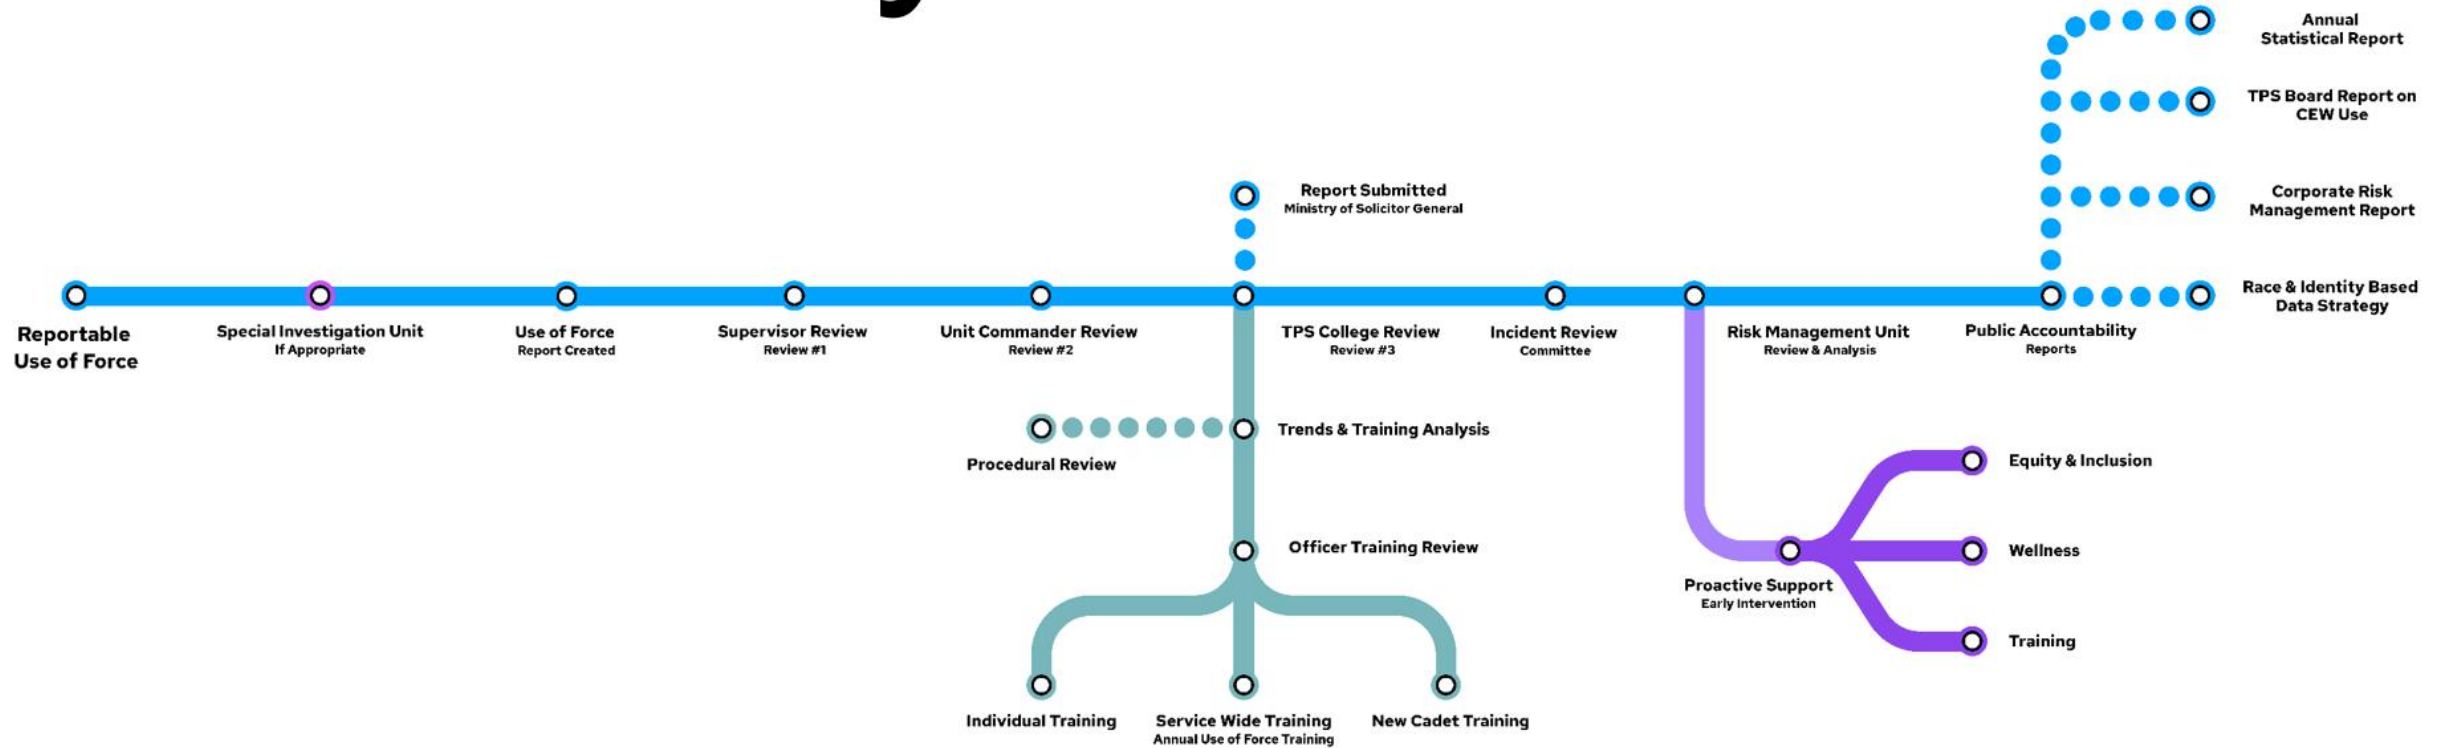 Annual
Statistical Report
TPS Board Report on
CEW Use
Corporate Risk
Management Report
Report Submitted
Ministry of Solicitor General
Race & Identity Based
Data Strategy
Reportable
Use of Force
Special Investigation Unit
If Appropriate
Use of Force
Report Created
Supervisor Review
Review #1
Unit Commander Review
Review #2
TPS College Review
Review #3
Incident Review
Committee
Risk Management Unit
Review & Analysis
Public Accountability
Reports
Procedural Review
Trends & Training Analysis
Officer Training Review
Individual Training
Service Wide Training
Annual Use of Force Training
New Cadet Training
Proactive Support
Early Intervention
Equity & Inclusion
Wellness
Training